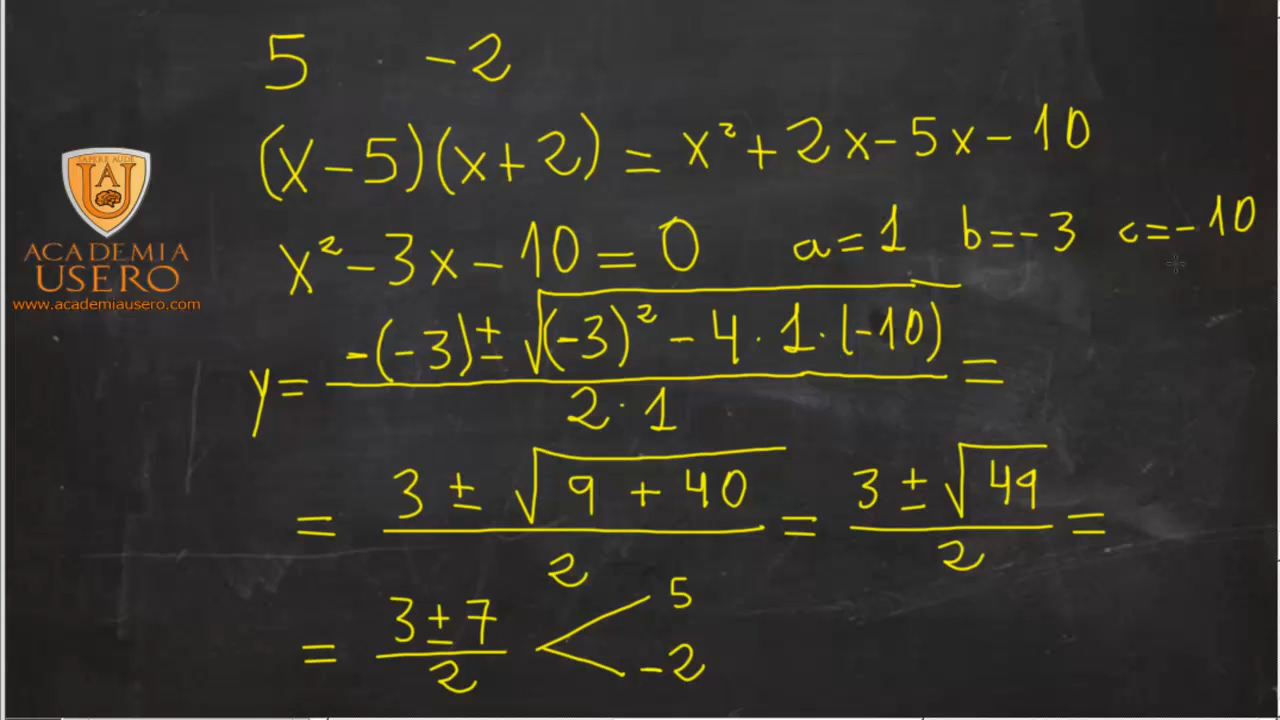 5 -2
(x-5)(x+2) = x²+2x-5x-10
x²-3x-10=0 a=1 b=-3 c=-10
y= -(-3)±√(-3)²-4·1·(-10) / 2·1 =
= 3±√9+40 / 2 = 3±√49 / 2 =
= 3±7 / 2 < 5
-2
SAPERE AUDE
UA
ACADEMIA
USERO
www.academiausero.com